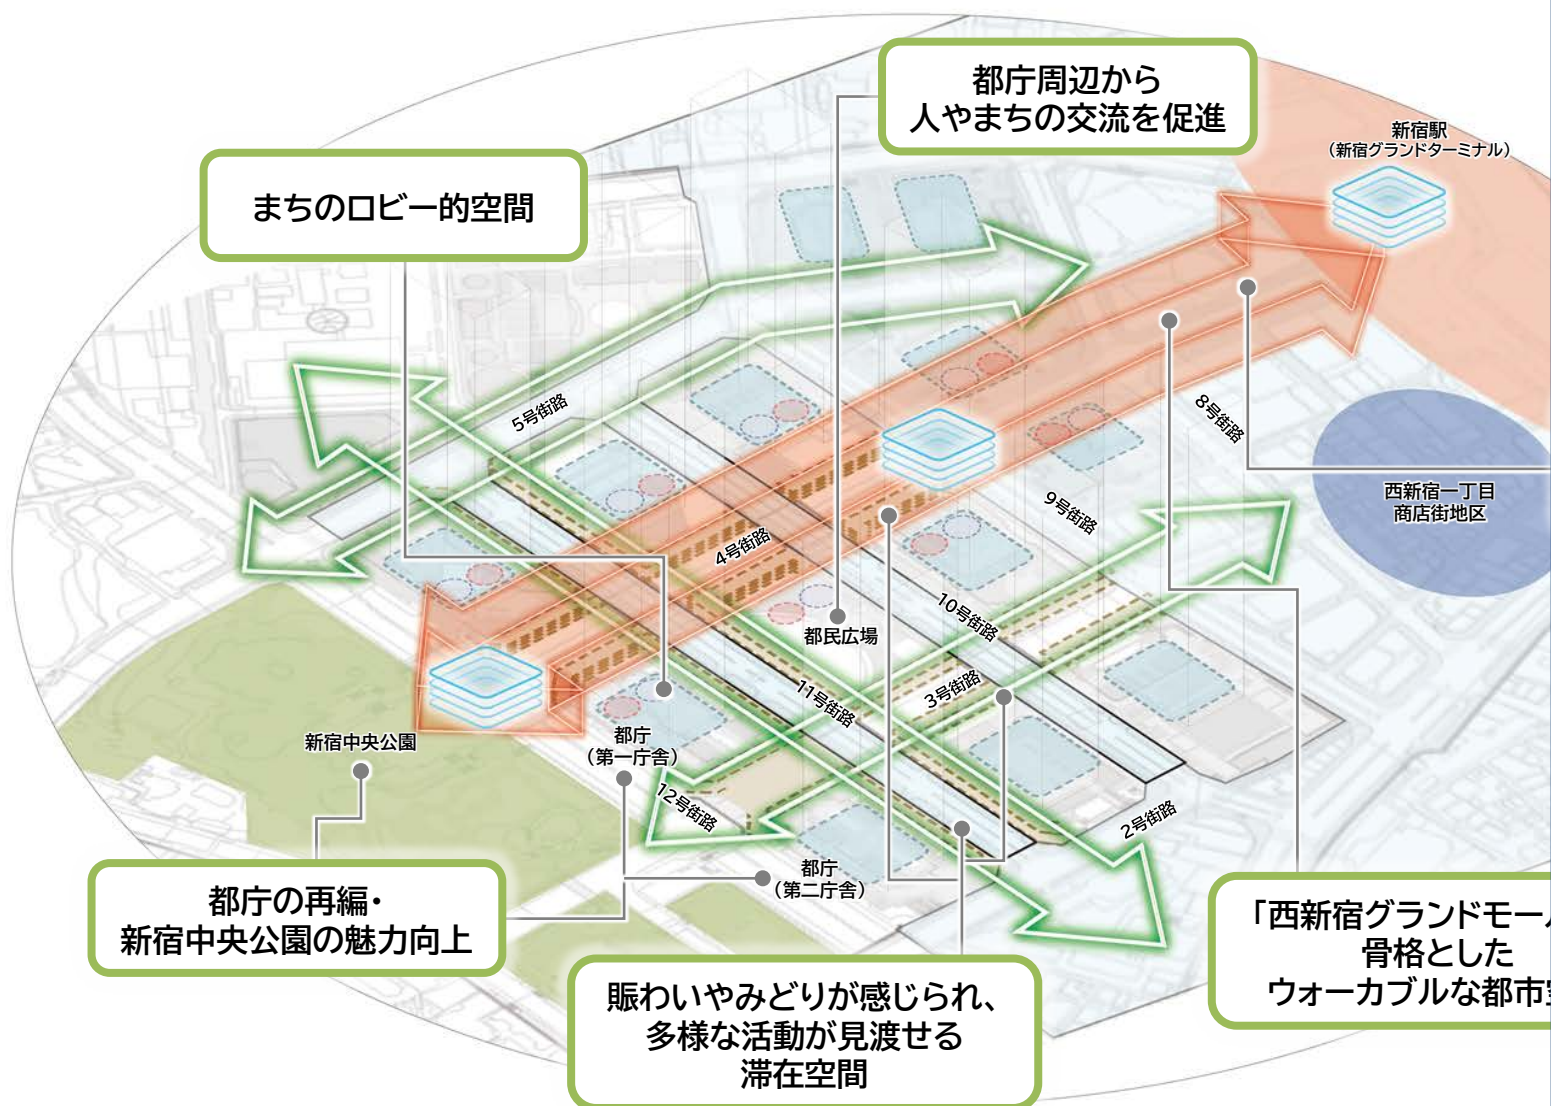 都庁周辺から
人やまちの交流を促進
新宿駅
(新宿グランドターミナル)
まちのロビー的空間
5号街路
8号街路
西新宿一丁目
商店街地区
9号街路
4号街路
10号街路
都民広場
11号街路
3号街路
新宿中央公園
都庁
(第一庁舎)
12号街路
2号街路
都庁
(第二庁舎)
都庁の再編・
新宿中央公園の魅力向上
賑わいやみどりが感じられ、
多様な活動が見渡せる
滞在空間
「西新宿グランドモー
骨格とした
ウォーカブルな都市